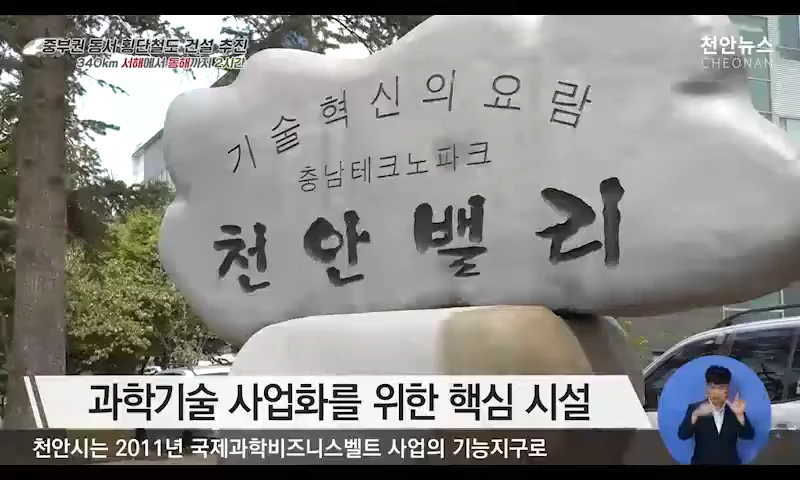 중부권 동서 횡단철도 건설 추진
340km 서해에서 동해까지 2시간
천안뉴스
CHEONAN
기술혁신의 요람
충남테크노파크
천안밸리
과학기술 사업화를 위한 핵심 시설
천안시는 2011년 국제과학비즈니스벨트 사업의 기능지구로